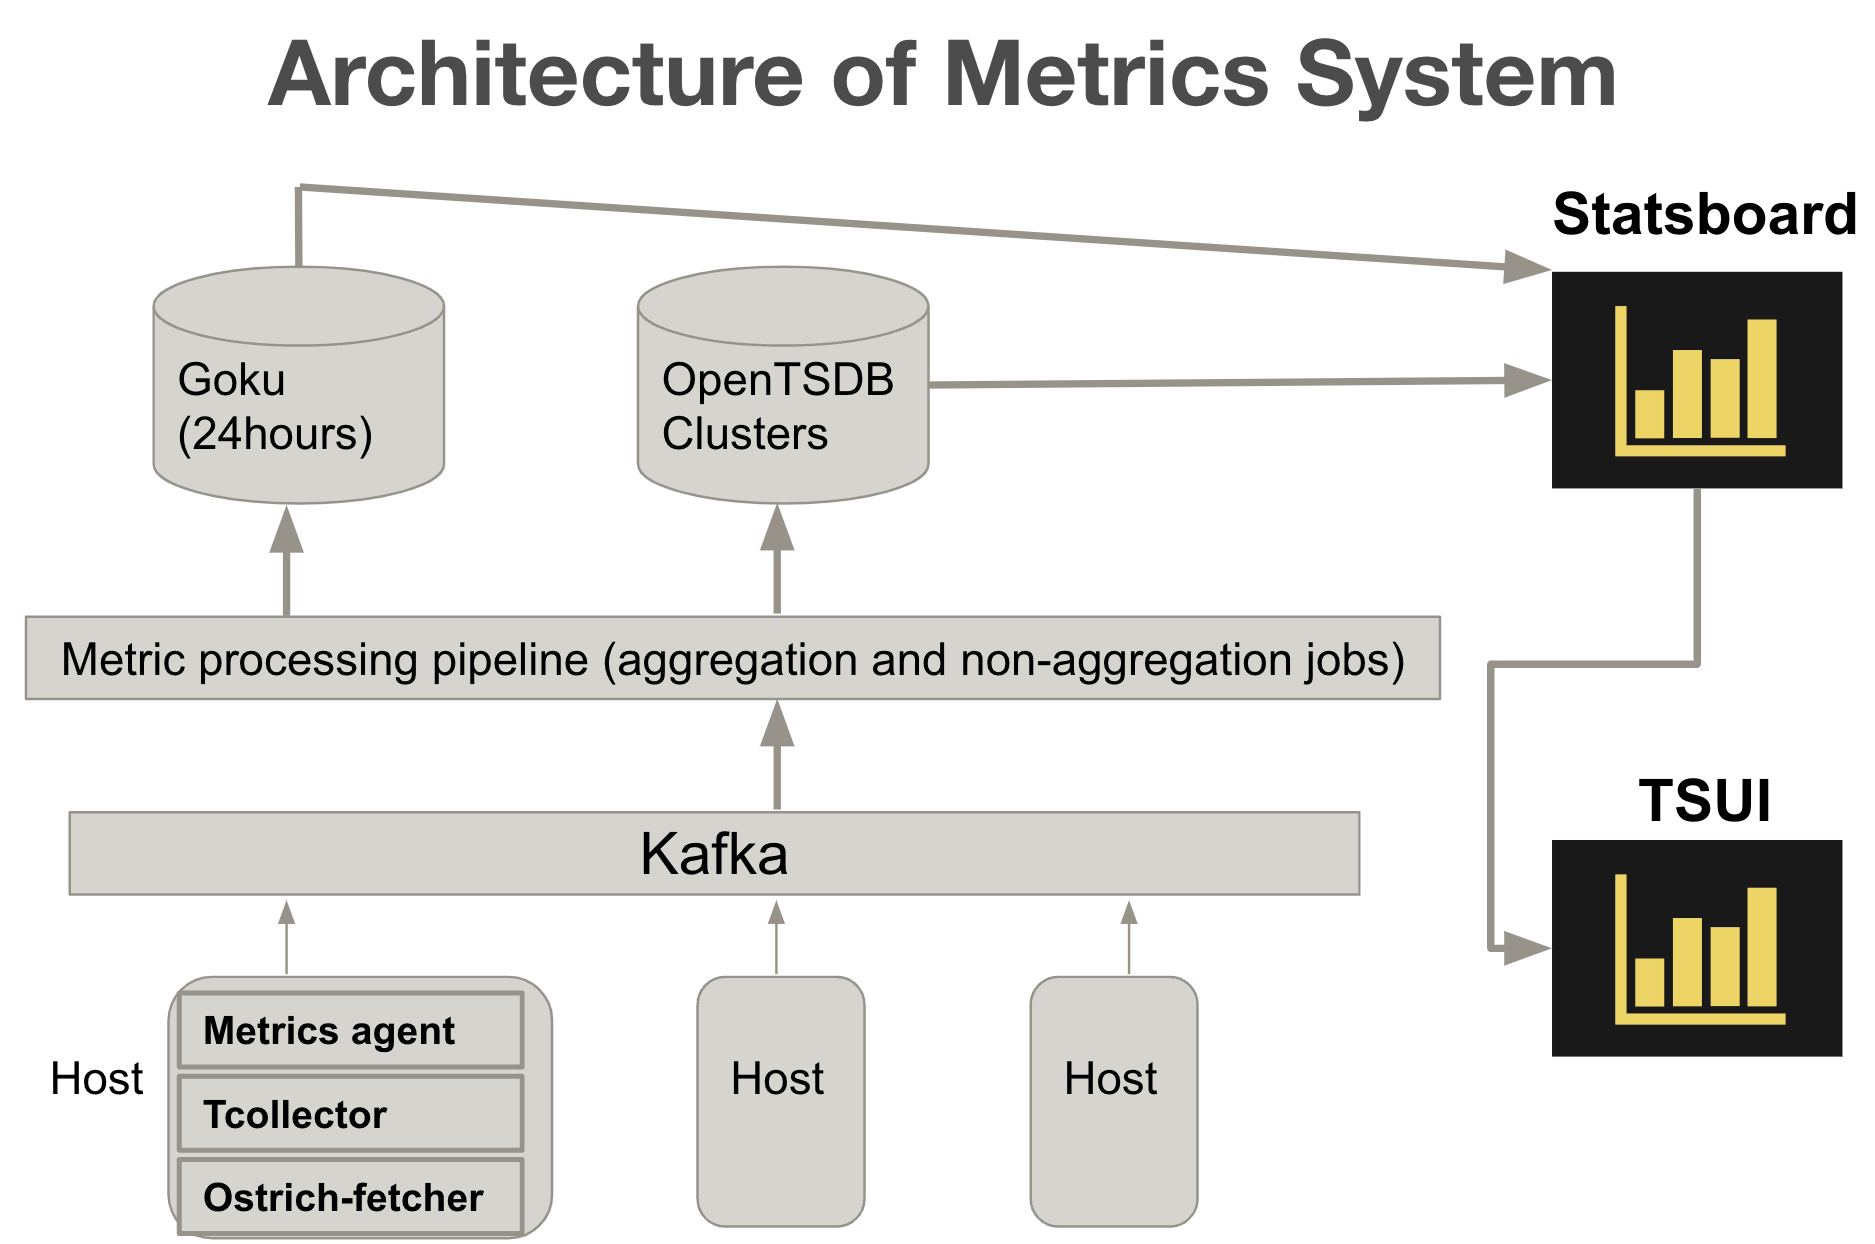 Architecture of Metrics System
Statsboard
Goku
(24hours)
OpenTSDB
Clusters
Metric processing pipeline (aggregation and non-aggregation jobs)
TSUI
Kafka
Host
Metrics agent
Tcollector
Ostrich-fetcher
Host
Host